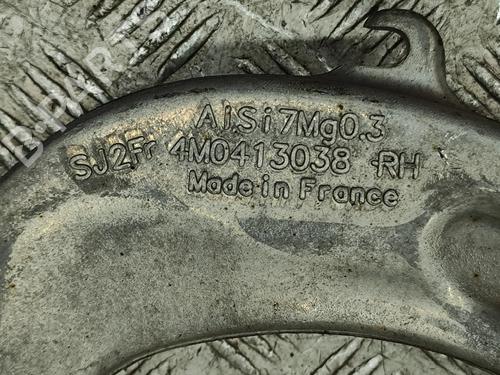 AlSi7Mg0.3
SJ2Fr 4M0413038 RH
Made in France